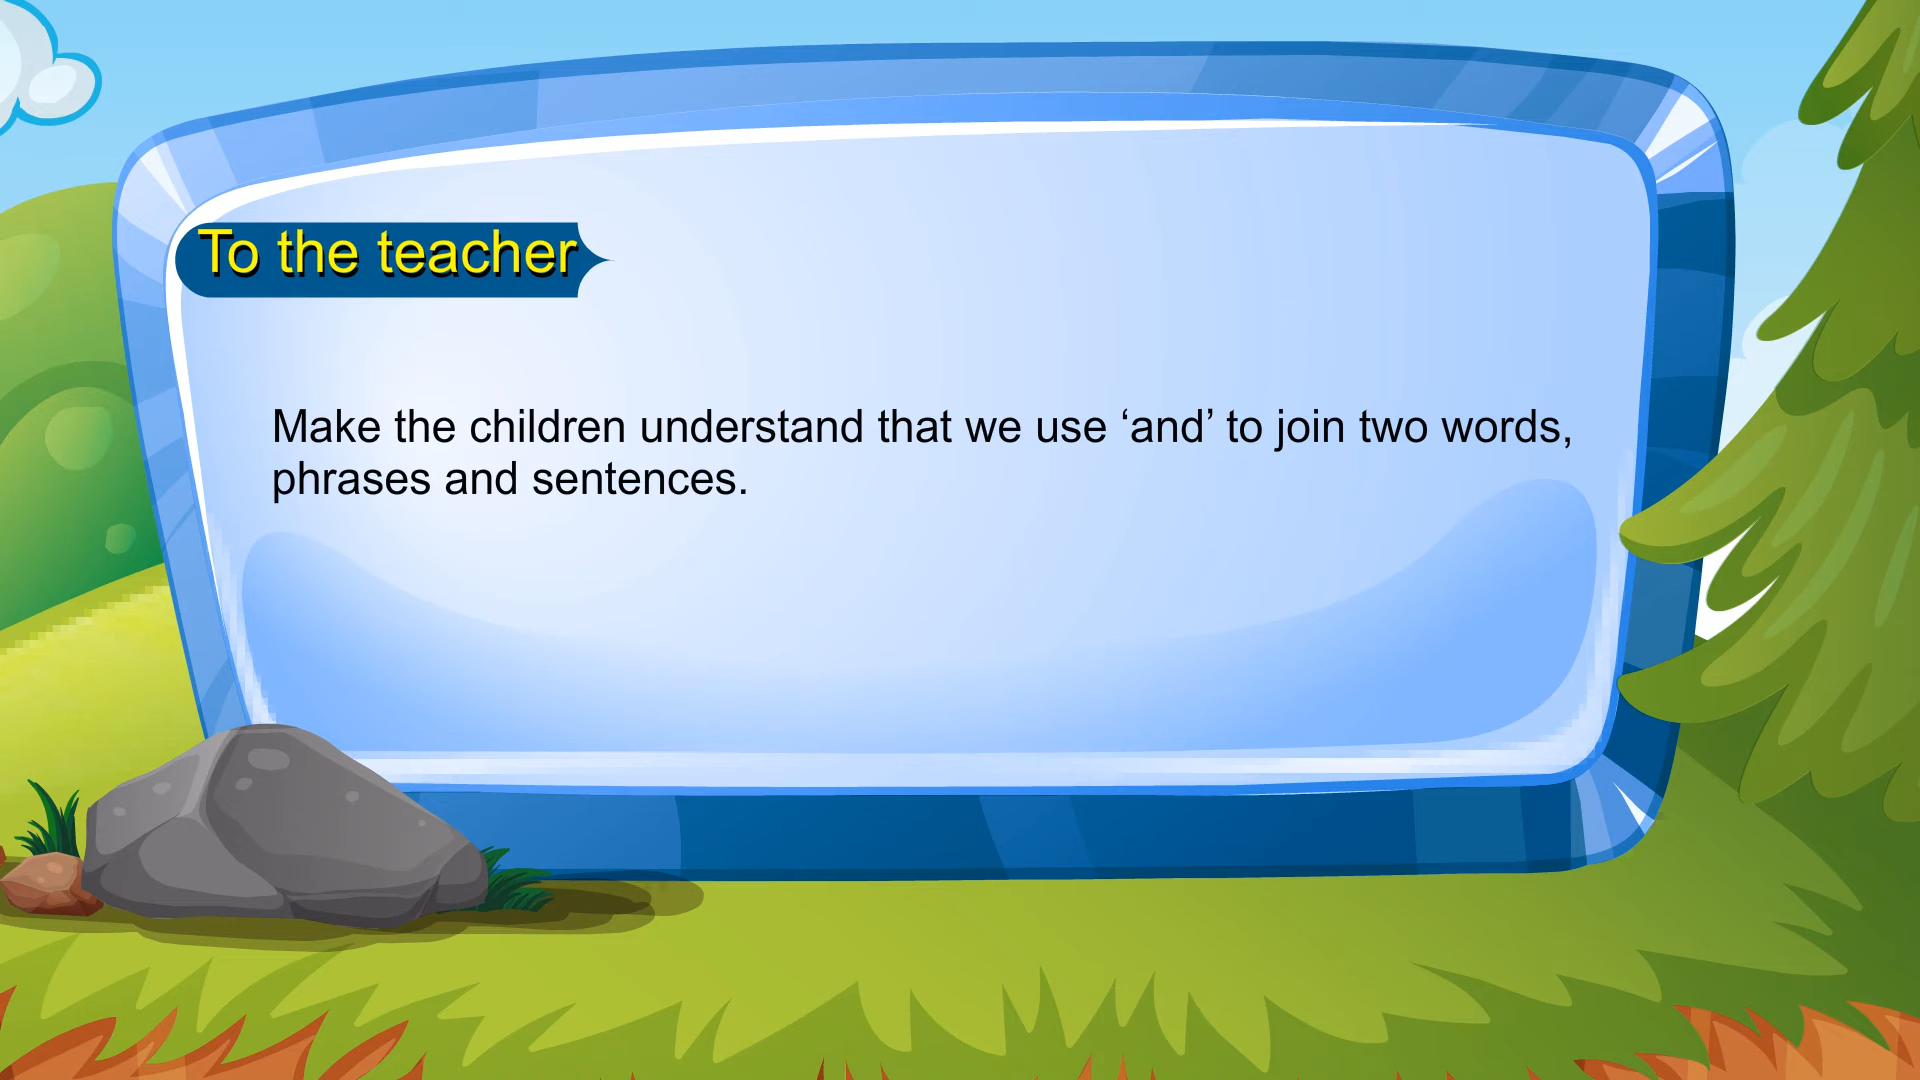 To the teacher
Make the children understand that we use ‘and’ to join two words,
phrases and sentences.